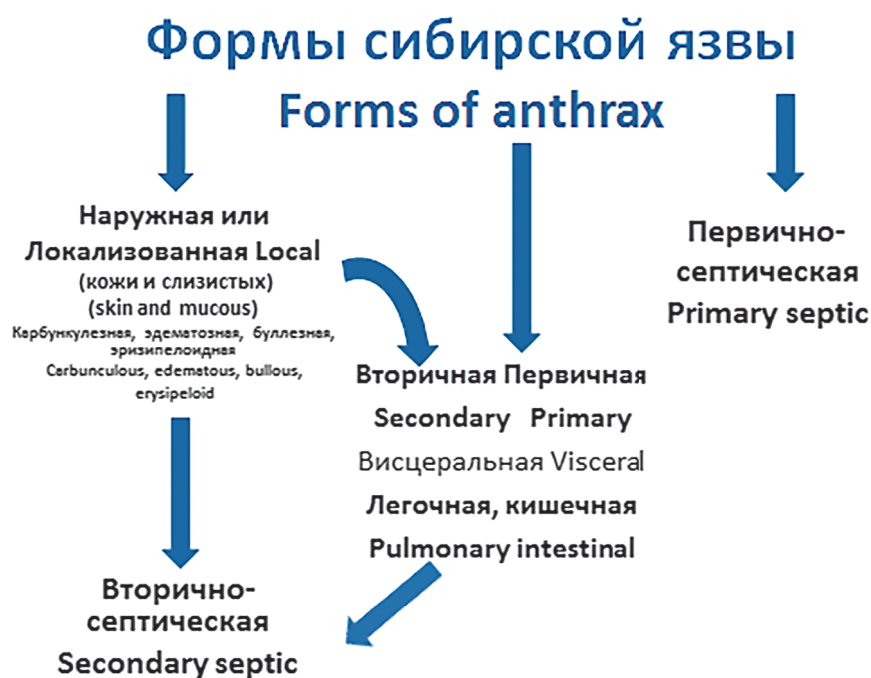 Формы сибирской язвы
Forms of anthrax
Наружная или
Локализованная Local
(кожи и слизистых)
(skin and mucous)
Карбункулезная, эдематозная, буллезная,
эризипелоидная
Carbunculous, edematous, bullous,
erysipeloid
Вторично-
септическая
Secondary septic
Вторичная Первичная
Secondary Primary
Висцеральная Visceral
Легочная, кишечная
Pulmonary intestinal
Первично-
септическая
Primary septic